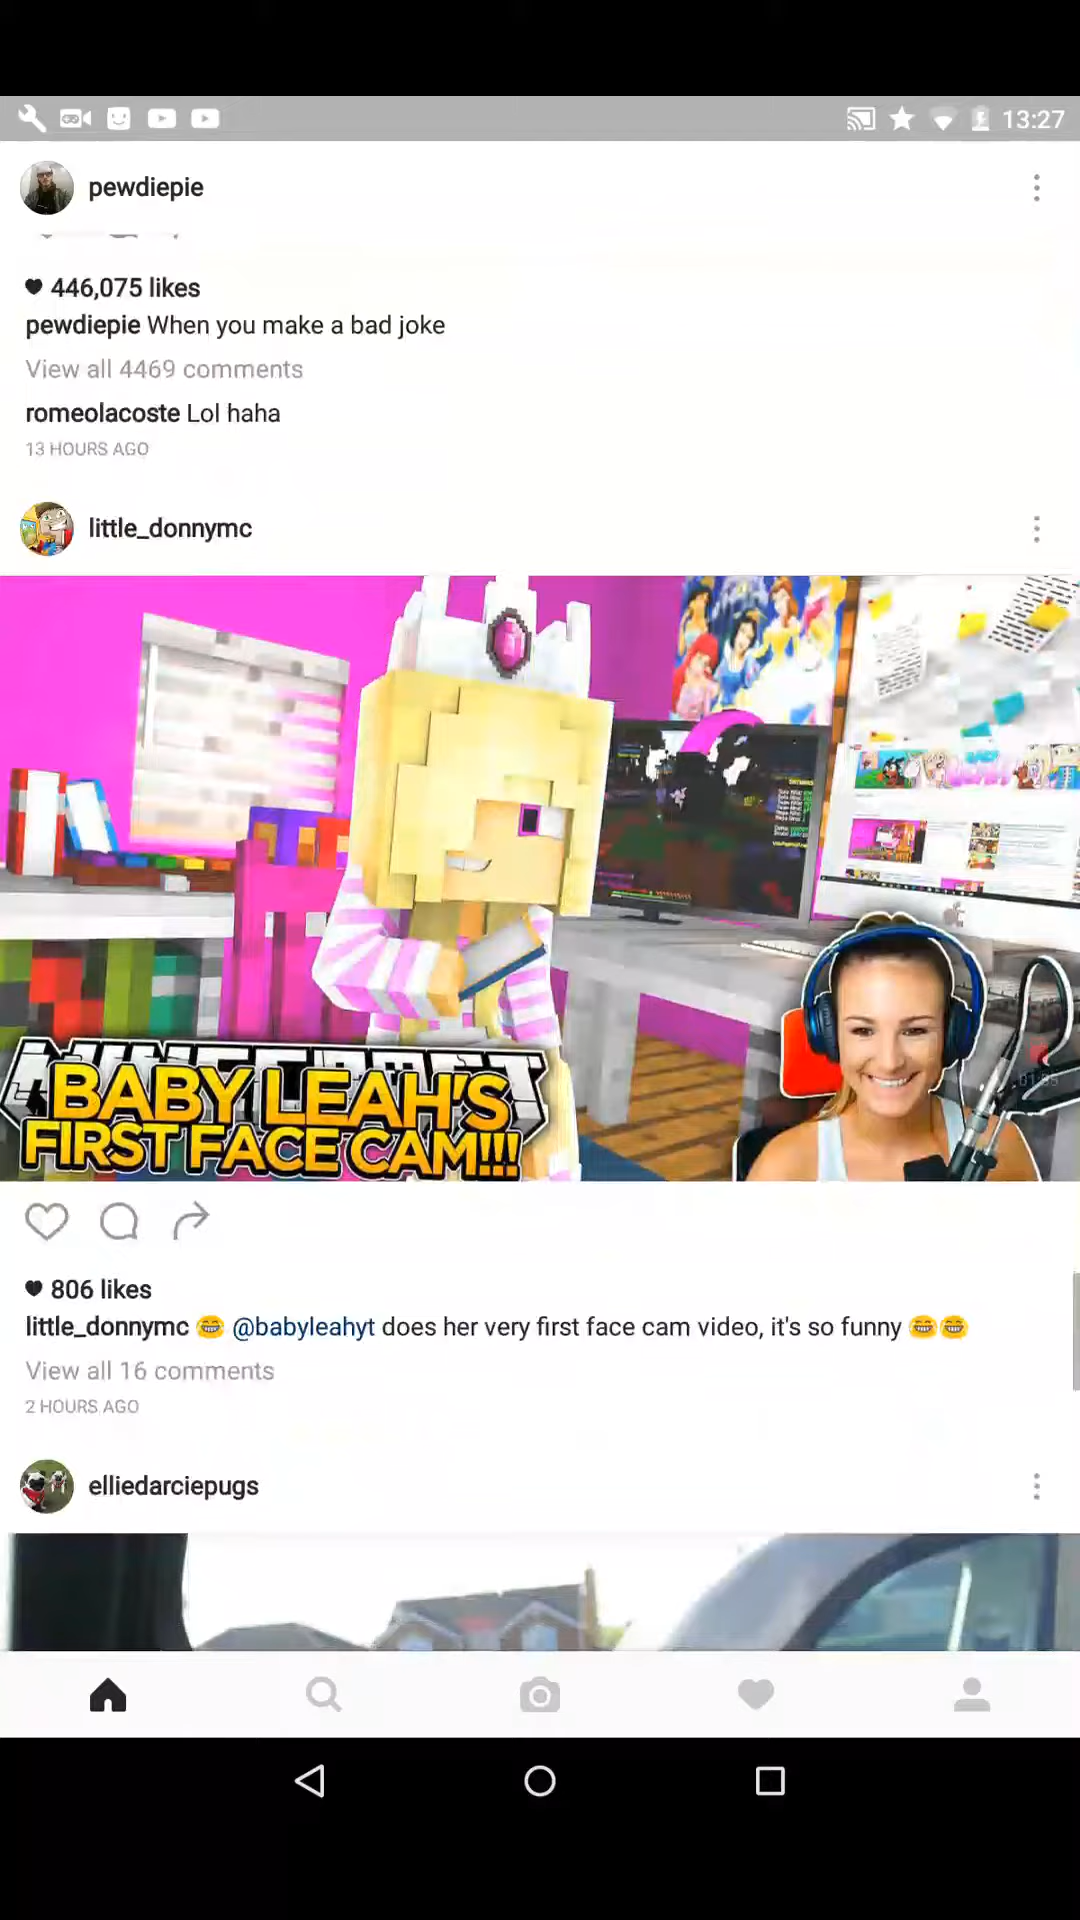 13:27
pewdiepie
446,075 likes
pewdiepie When you make a bad joke
View all 4469 comments
romeolacoste Lol haha
13 HOURS AGO
little_donnymc
MINECRAFT
BABY LEAH'S
FIRST FACE CAM!!!
806 likes
little_donnymc 😂 @babyleahyt does her very first face cam video, it's so funny 😂😂
View all 16 comments
2 HOURS AGO
elliedarciepugs